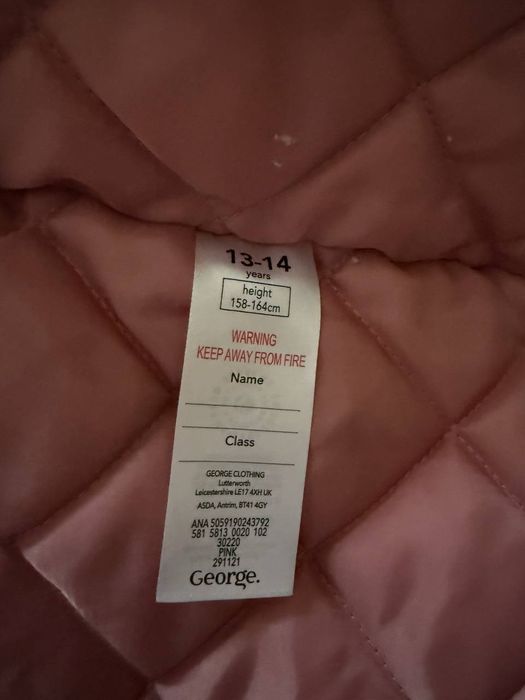 13-14
years
height
158-164cm
WARNING
KEEP AWAY FROM FIRE
Name
Class
GEORGE CLOTHING
Lutterworth
Leicestershire LE17 4XH UK
ASDA, Antrim, BT41 4GY
ANA 5059190243792
581 5813 0020 102
30220
PINK
291121
George.